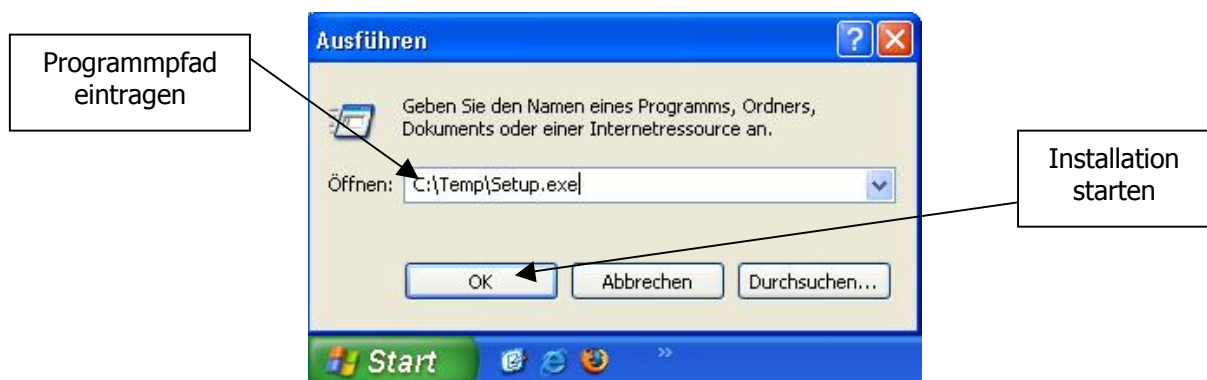 Programmpfad
eintragen
Ausführen
Geben Sie den Namen eines Programms, Ordners,
Dokuments oder einer Internetressource an.
Öffnen: C:\Temp\Setup.exe
Installation
starten
OK Abbrechen Durchsuchen...
Start »